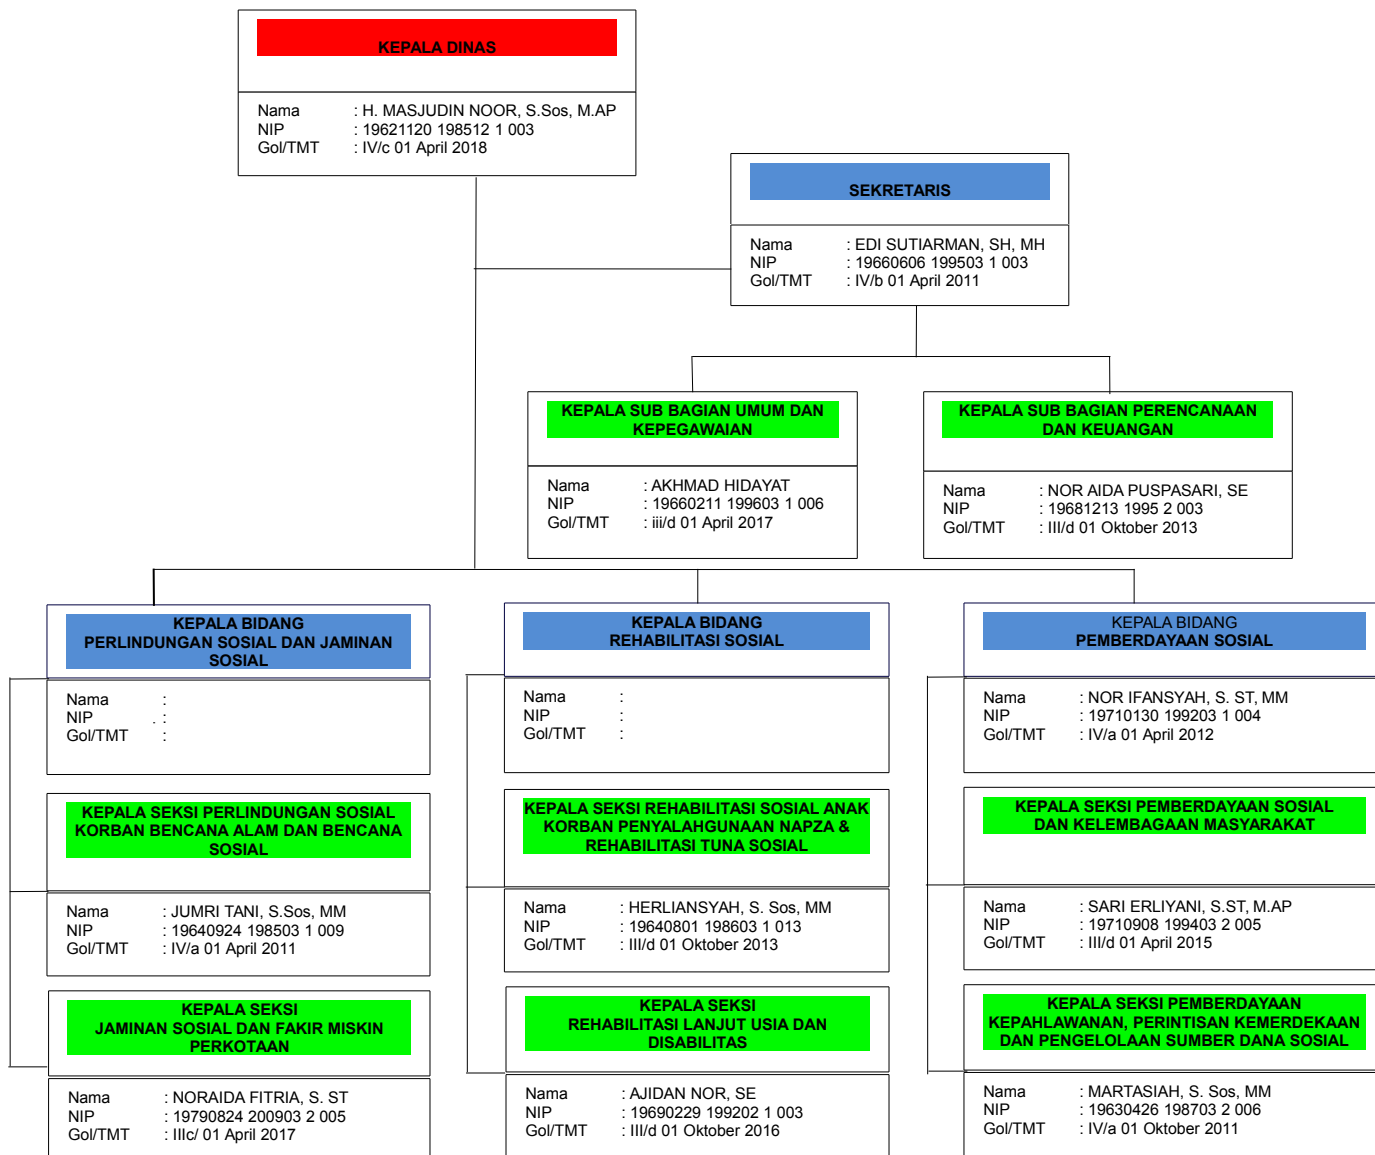 KEPALA DINAS
Nama : H. MASJUDIN NOOR, S.Sos, M.AP
NIP : 19621120 198512 1 003
Gol/TMT : IV/c 01 April 2018
SEKRETARIS
Nama : EDI SUTIARMAN, SH, MH
NIP : 19660606 199503 1 003
Gol/TMT : IV/b 01 April 2011
KEPALA SUB BAGIAN UMUM DAN
KEPEGAWAIAN
Nama : AKHMAD HIDAYAT
NIP : 19660211 199603 1 006
Gol/TMT : iii/d 01 April 2017
KEPALA SUB BAGIAN PERENCANAAN
DAN KEUANGAN
Nama : NOR AIDA PUSPASARI, SE
NIP : 19681213 1995 2 003
Gol/TMT : III/d 01 Oktober 2013
KEPALA BIDANG
PERLINDUNGAN SOSIAL DAN JAMINAN
SOSIAL
Nama :
NIP . :
Gol/TMT :
KEPALA SEKSI PERLINDUNGAN SOSIAL
KORBAN BENCANA ALAM DAN BENCANA
SOSIAL
Nama : JUMRI TANI, S.Sos, MM
NIP : 19640924 198503 1 009
Gol/TMT : IV/a 01 April 2011
KEPALA SEKSI
JAMINAN SOSIAL DAN FAKIR MISKIN
PERKOTAAN
Nama : NORAIDA FITRIA, S. ST
NIP : 19790824 200903 2 005
Gol/TMT : IIIc/ 01 April 2017
KEPALA BIDANG
REHABILITASI SOSIAL
Nama :
NIP :
Gol/TMT :
KEPALA SEKSI REHABILITASI SOSIAL ANAK
KORBAN PENYALAHGUNAAN NAPZA &
REHABILITASI TUNA SOSIAL
Nama : HERLIANSYAH, S. Sos, MM
NIP : 19640801 198603 1 013
Gol/TMT : III/d 01 Oktober 2013
KEPALA SEKSI
REHABILITASI LANJUT USIA DAN
DISABILITAS
Nama : AJIDAN NOR, SE
NIP : 19690229 199202 1 003
Gol/TMT : III/d 01 Oktober 2016
KEPALA BIDANG
PEMBERDAYAAN SOSIAL
Nama : NOR IFANSYAH, S. ST, MM
NIP : 19710130 199203 1 004
Gol/TMT : IV/a 01 April 2012
KEPALA SEKSI PEMBERDAYAAN SOSIAL
DAN KELEMBAGAAN MASYARAKAT
Nama : SARI ERLIYANI, S.ST, M.AP
NIP : 19710908 199403 2 005
Gol/TMT : III/d 01 April 2015
KEPALA SEKSI PEMBERDAYAAN
KEPAHLAWANAN, PERINTISAN KEMERDEKAAN
DAN PENGELOLAAN SUMBER DANA SOSIAL
Nama : MARTASIAH, S. Sos, MM
NIP : 19630426 198703 2 006
Gol/TMT : IV/a 01 Oktober 2011